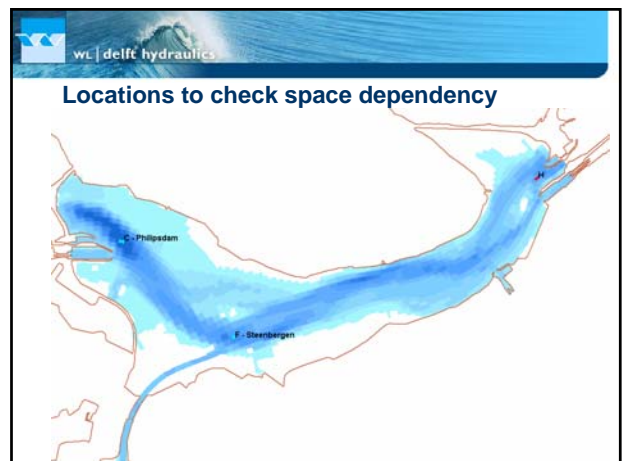 WL | delft hydraulics
Locations to check space dependency
H
C - Philipsdam
F - Steenbergen